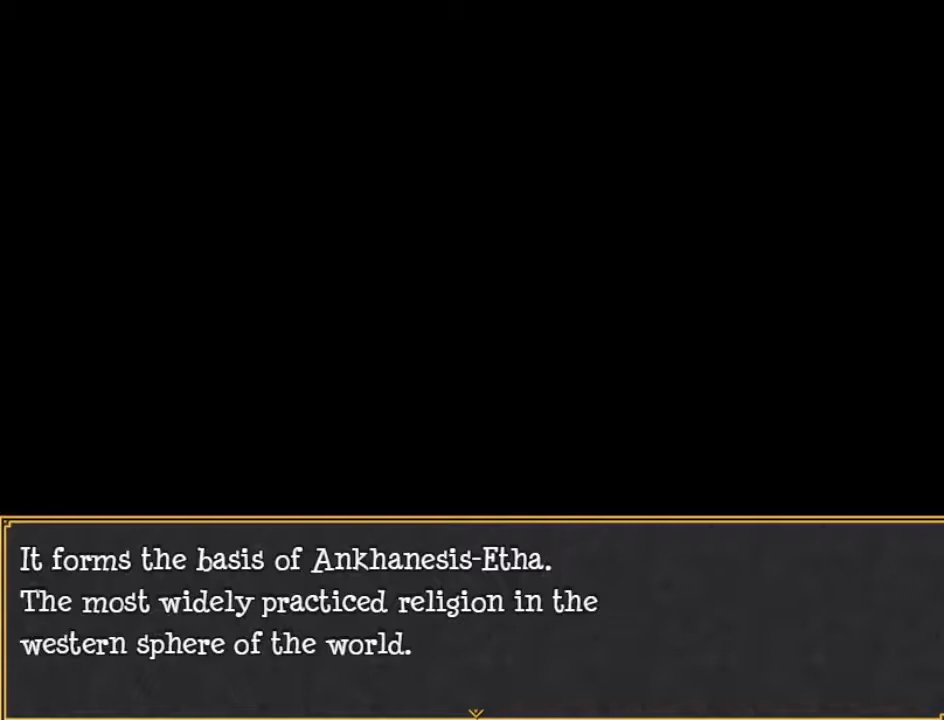 It forms the basis of Ankhanesis-Etha.
The most widely practiced religion in the
western sphere of the world.